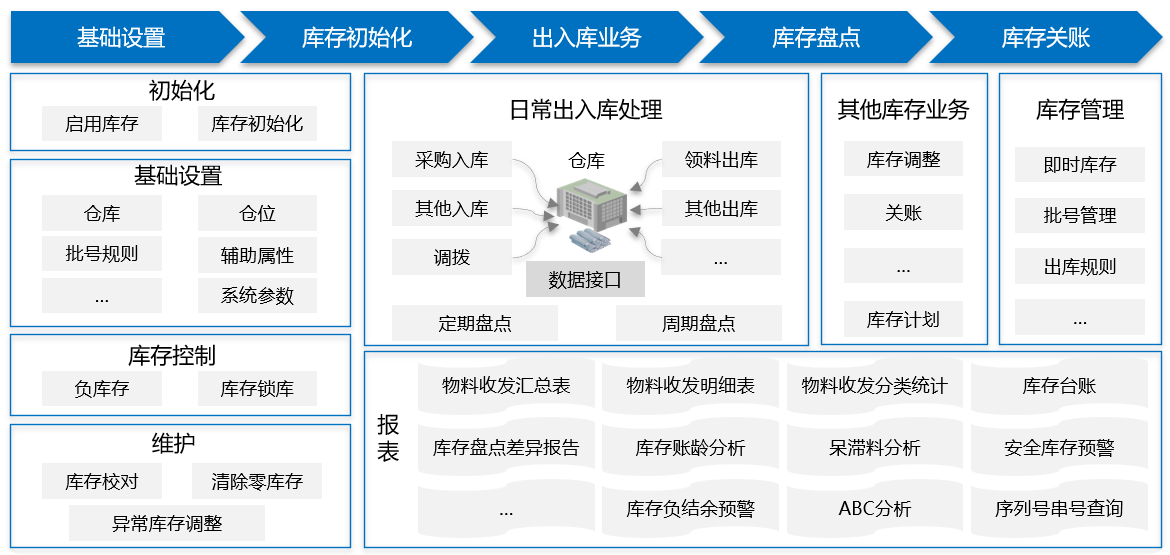 基础设置
库存初始化
出入库业务
库存盘点
库存关账
初始化
启用库存
库存初始化
基础设置
仓库
仓位
批号规则
辅助属性
...
系统参数
库存控制
负库存
库存锁库
维护
库存校对
清除零库存
异常库存调整
日常出入库处理
采购入库
仓库
领料出库
其他入库
其他出库
调拨
...
数据接口
定期盘点
周期盘点
其他库存业务
库存调整
关账
...
库存计划
库存管理
即时库存
批号管理
出库规则
...
报表
物料收发汇总表
物料收发明细表
物料收发分类统计
库存台账
库存盘点差异报告
库存账龄分析
呆滞料分析
安全库存预警
...
库存负结余预警
ABC分析
序列号串号查询